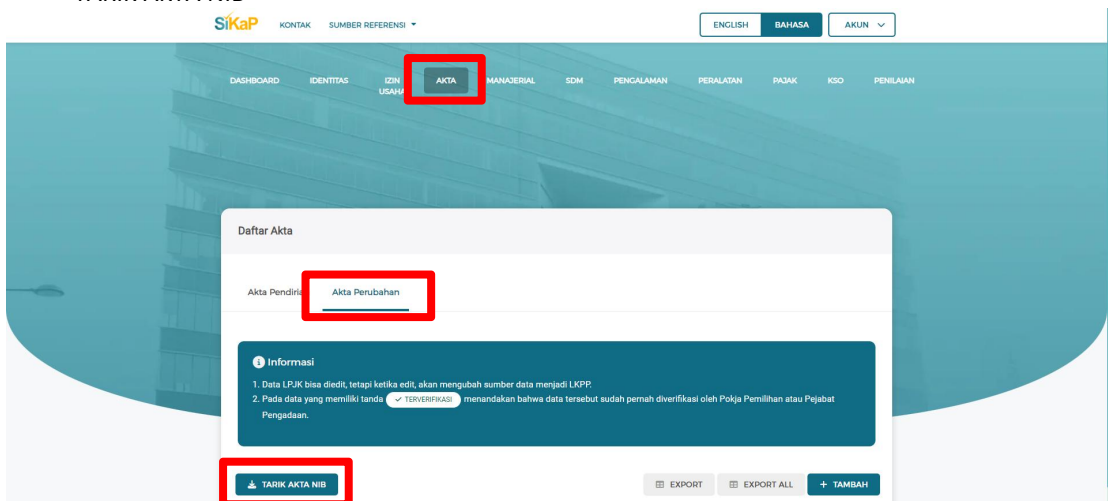 TARIK AKTA NIB
SiKaP KONTAK SUMBER REFERENSI ENGLISH BAHASA AKUN
DASHBOARD IDENTITAS IZIN USAHA AKTA MANAJERIAL SDM PENGALAMAN PERALATAN PAJAK KSO PENILAIAN
Daftar Akta
Akta Perubahan
Informasi
1. Data LPJK bisa diedit, tetapi ketika edit, akan mengubah sumber data menjadi LKPP.
2. Pada data yang memiliki tanda TERVERIFIKASI menandakan bahwa data tersebut sudah pernah diverifikasi oleh Pokja Pemilihan atau Pejabat
Pengadaan.
TARIK AKTA NIB EXPORT EXPORT ALL + TAMBAH